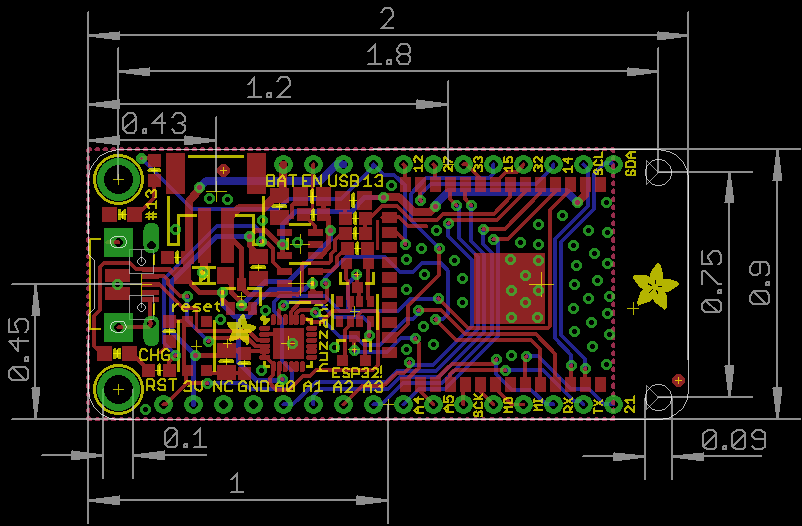 2
1.8
1.2
0.43
12 27 33 15 32 14 SCL SDA
BAT EN USB 13
#13
0.75
0.9
reset
huzzah!
ESP32!
0.45
CHG
RST 3V NC GND A0 A1 A2 A3
A4 A5 SCK MO MI RX TX 21
0.1
0.09
1